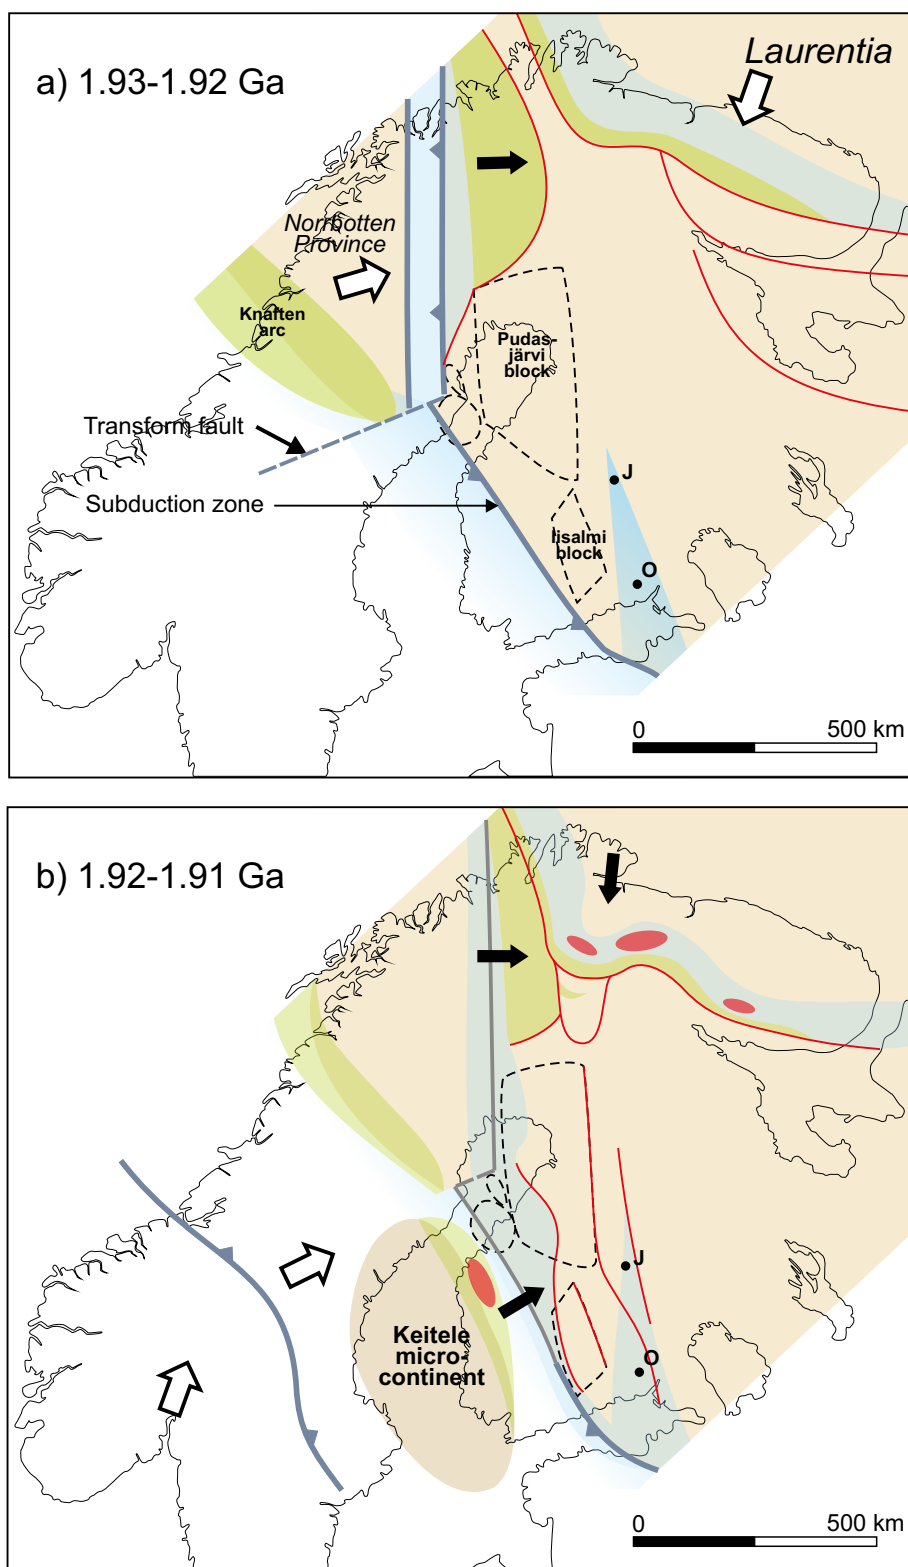 a) 1.93-1.92 Ga
Laurentia
Norrbotten
Province
Knaften
arc
Pudas-
järvi
block
Transform fault
J
Subduction zone
Iisalmi
block
O
0 500 km
b) 1.92-1.91 Ga
J
Keitele
micro-
continent
O
0 500 km